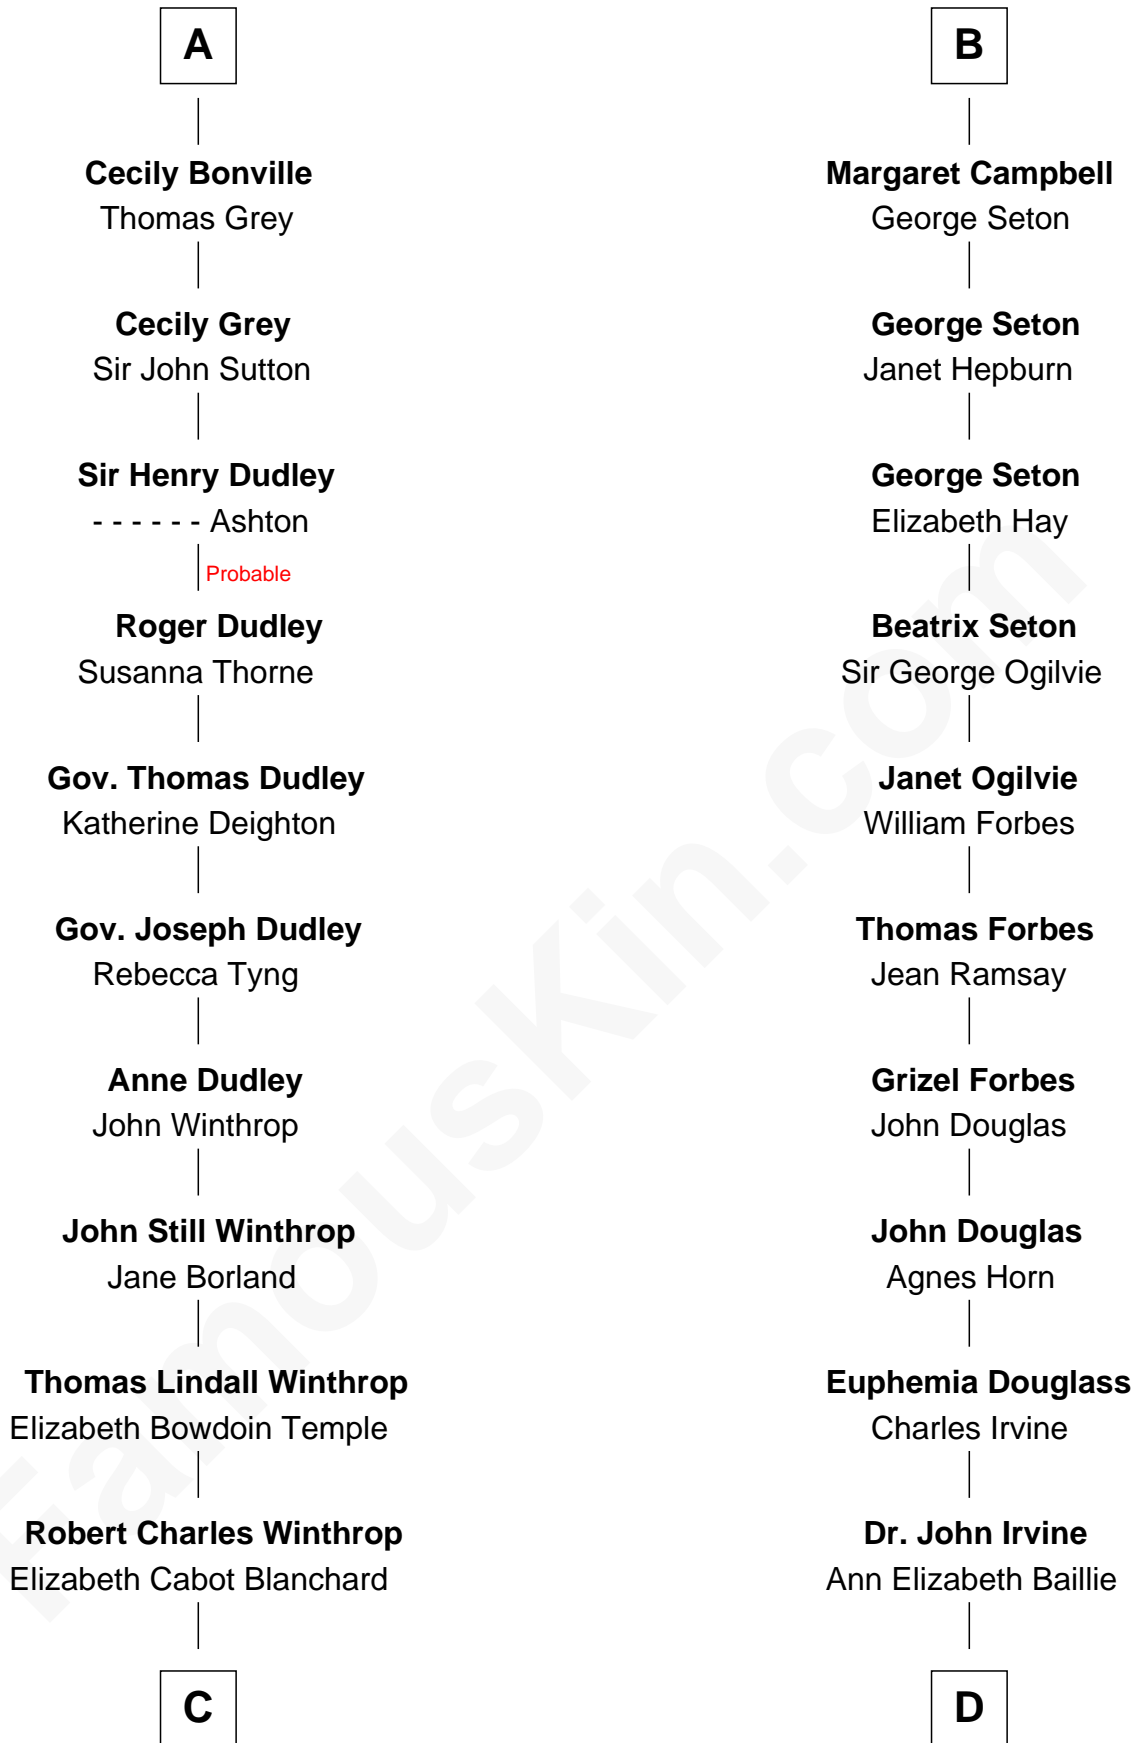 A
Cecily Bonville
Thomas Grey
Cecily Grey
Sir John Sutton
Sir Henry Dudley
- - - - - - Ashton
Probable
Roger Dudley
Susanna Thorne
Gov. Thomas Dudley
Katherine Deighton
Gov. Joseph Dudley
Rebecca Tyng
Anne Dudley
John Winthrop
John Still Winthrop
Jane Borland
Thomas Lindall Winthrop
Elizabeth Bowdoin Temple
Robert Charles Winthrop
Elizabeth Cabot Blanchard
C
B
Margaret Campbell
George Seton
George Seton
Janet Hepburn
George Seton
Elizabeth Hay
Beatrix Seton
Sir George Ogilvie
Janet Ogilvie
William Forbes
Thomas Forbes
Jean Ramsay
Grizel Forbes
John Douglas
John Douglas
Agnes Horn
Euphemia Douglass
Charles Irvine
Dr. John Irvine
Ann Elizabeth Baillie
D
FamousKin.com